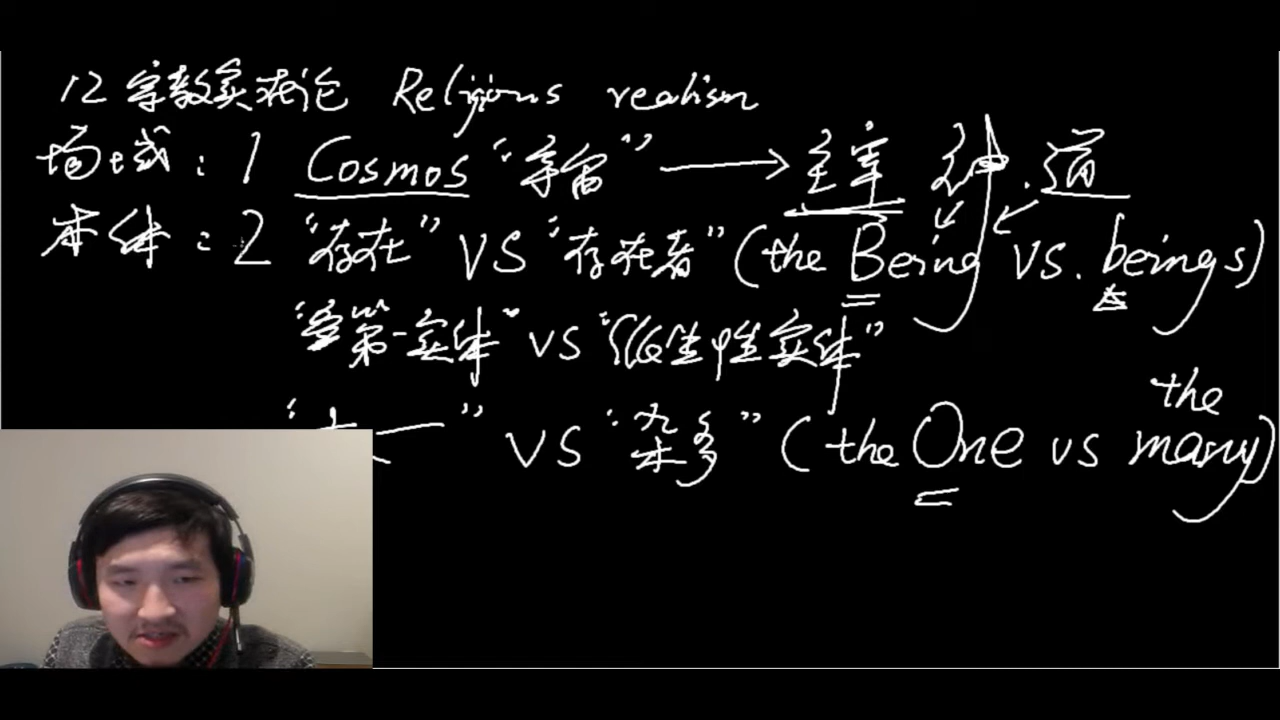 12 宗教实在论 Religious realism
场域：1 Cosmos “宇宙” → 主宰 神．道
本体：2 “存在” VS “存在者” (the Being VS. beings)
“第一实体” VS “派生性实体”
一” VS “杂多” (the One vs the many)